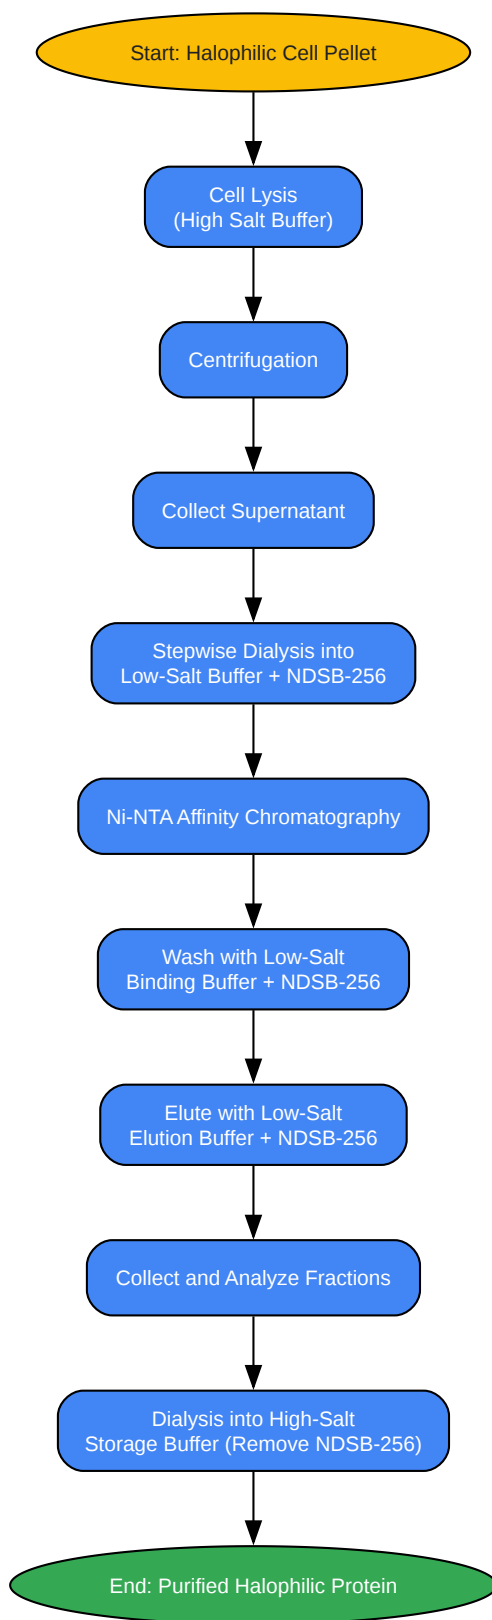 Start: Halophilic Cell Pellet
Cell Lysis
(High Salt Buffer)
Centrifugation
Collect Supernatant
Stepwise Dialysis into
Low-Salt Buffer + NDSB-256
Ni-NTA Affinity Chromatography
Wash with Low-Salt
Binding Buffer + NDSB-256
Elute with Low-Salt
Elution Buffer + NDSB-256
Collect and Analyze Fractions
Dialysis into High-Salt
Storage Buffer (Remove NDSB-256)
End: Purified Halophilic Protein